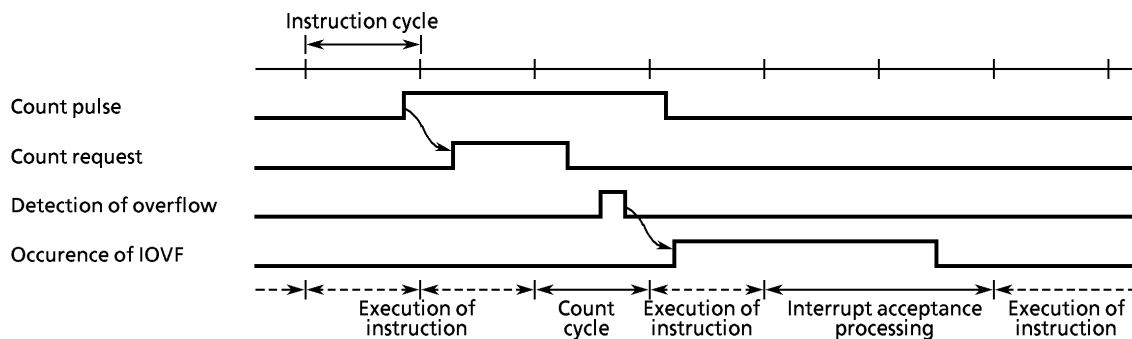 Instruction cycle
Count pulse
Count request
Detection of overflow
Occurence of IOVF
Execution of
instruction
Count
cycle
Execution of
instruction
Interrupt acceptance
processing
Execution of
instruction